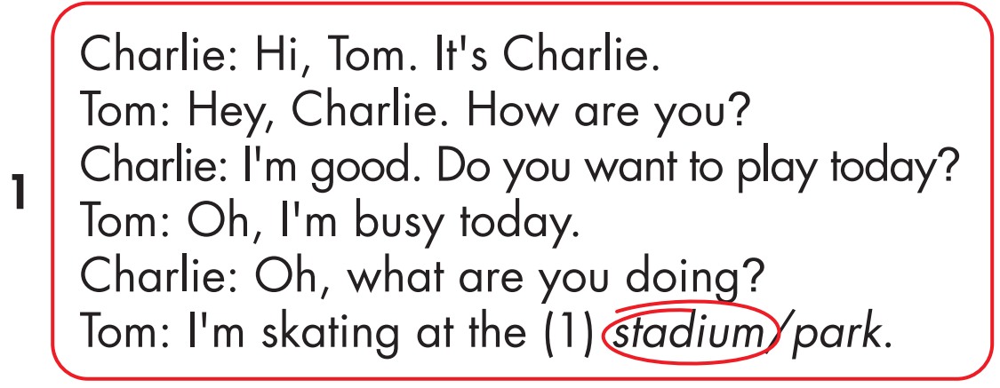 1
Charlie: Hi, Tom. It's Charlie.
Tom: Hey, Charlie. How are you?
Charlie: I'm good. Do you want to play today?
Tom: Oh, I'm busy today.
Charlie: Oh, what are you doing?
Tom: I'm skating at the (1) stadium/park.